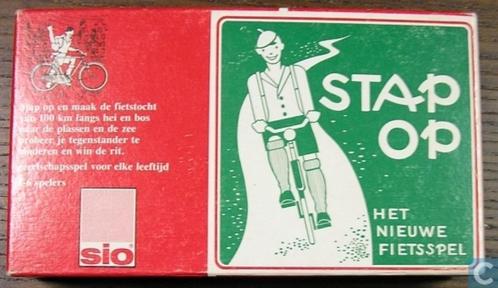 Stap op en maak de fietstocht
van 100 km langs hei en bos
naar de plassen en de zee
probeer je tegenstander te
hinderen en win de rit.
gezelschapsspel voor elke leeftijd
spelers
sio
STAP
OP
HET
NIEUWE
FIETSSPEL
C